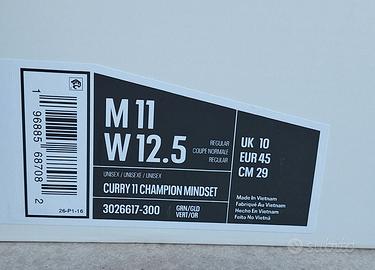 M 11
W 12.5
REGULAR
COUPE NORMALE
REGULAR
UNISEX / UNISEXE / UNISEX
CURRY 11 CHAMPION MINDSET
3026617-300
GRN/GLD
VERT/OR
UK 10
EUR 45
CM 29
Made In Vietnam
Fabriqué Au Vietnam
Hecho En Vietnam
Feito No Vietnã
1 96885 68708 2
26-P1-16